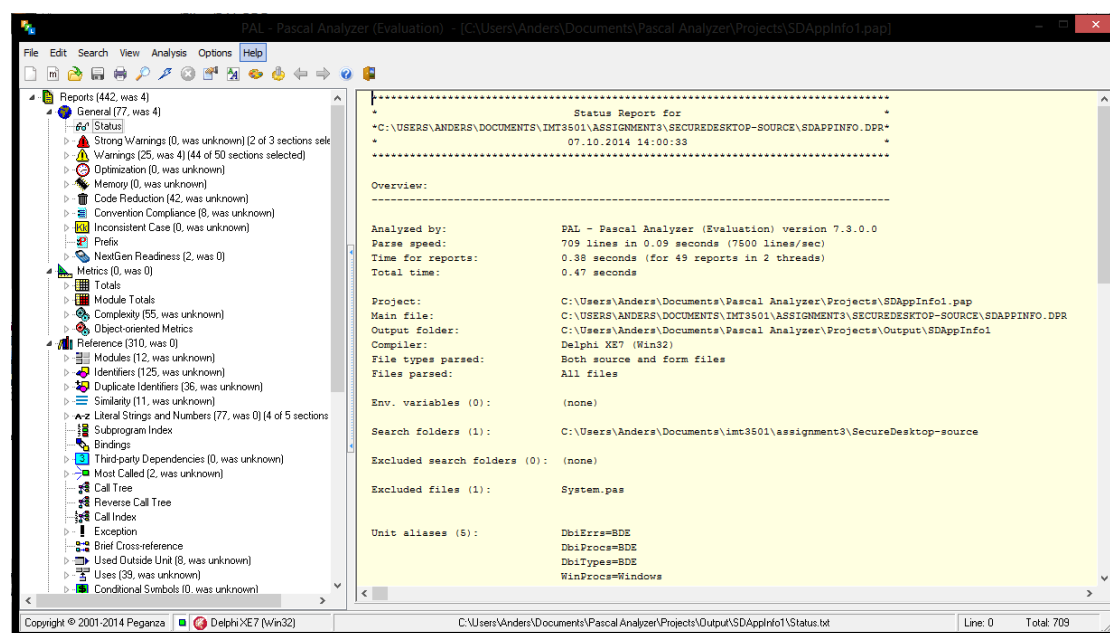 PAL - Pascal Analyzer (Evaluation) - [C:\Users\Anders\Documents\Pascal Analyzer\Projects\SDAppInfo1.pap]
File Edit Search View Analysis Options Help
Reports (442, was 4)
General (77, was 4)
Status
Strong Warnings (0, was unknown) (2 of 3 sections sele
Warnings (25, was 4) (44 of 50 sections selected)
Optimization (0, was unknown)
Memory (0, was unknown)
Code Reduction (42, was unknown)
Convention Compliance (8, was unknown)
Inconsistent Case (0, was unknown)
Prefix
NextGen Readiness (2, was 0)
Metrics (0, was 0)
Totals
Module Totals
Complexity (55, was unknown)
Object-oriented Metrics
Reference (310, was 0)
Modules (12, was unknown)
Identifiers (125, was unknown)
Duplicate Identifiers (36, was unknown)
Similarity (11, was unknown)
A-Z Literal Strings and Numbers (77, was 0) (4 of 5 sections
Subprogram Index
Bindings
Third-party Dependencies (0, was unknown)
Most Called (2, was unknown)
Call Tree
Reverse Call Tree
Call Index
Exception
Brief Cross-reference
Used Outside Unit (8, was unknown)
Uses (39, was unknown)
Conditional Symbols (0, was unknown)
* Status Report for *
*C:\USERS\ANDERS\DOCUMENTS\IMT3501\ASSIGNMENT3\SECUREDESKTOP-SOURCE\SDAPPINFO.DPR*
* 07.10.2014 14:00:33 *
Overview:
Analyzed by: PAL - Pascal Analyzer (Evaluation) version 7.3.0.0
Parse speed: 709 lines in 0.09 seconds (7500 lines/sec)
Time for reports: 0.38 seconds (for 49 reports in 2 threads)
Total time: 0.47 seconds
Project: C:\Users\Anders\Documents\Pascal Analyzer\Projects\SDAppInfo1.pap
Main file: C:\USERS\ANDERS\DOCUMENTS\IMT3501\ASSIGNMENT3\SECUREDESKTOP-SOURCE\SDAPPINFO.DPR
Output folder: C:\Users\Anders\Documents\Pascal Analyzer\Projects\Output\SDAppInfo1
Compiler: Delphi XE7 (Win32)
File types parsed: Both source and form files
Files parsed: All files
Env. variables (0): (none)
Search folders (1): C:\Users\Anders\Documents\imt3501\assignment3\SecureDesktop-source
Excluded search folders (0): (none)
Excluded files (1): System.pas
Unit aliases (5): DbiErrs=BDE
DbiProcs=BDE
DbiTypes=BDE
WinProcs=Windows
Copyright © 2001-2014 Peganza Delphi XE7 (Win32) C:\Users\Anders\Documents\Pascal Analyzer\Projects\Output\SDAppInfo1\Status.txt Line: 0 Total: 709